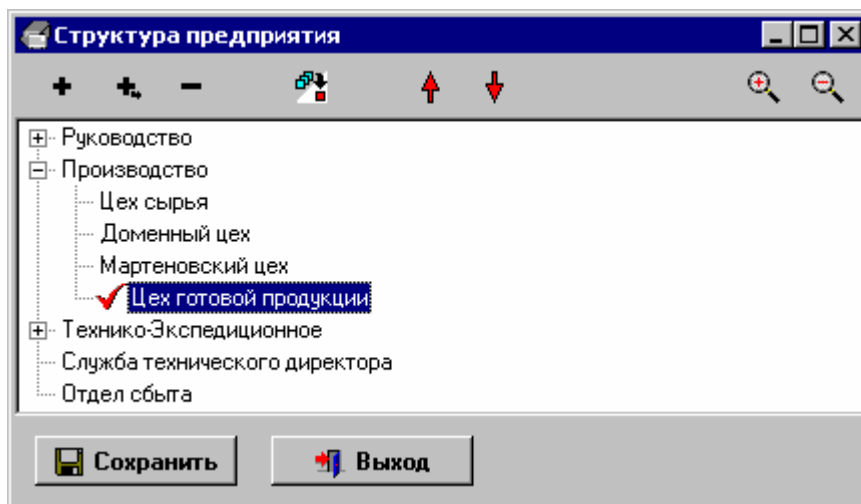 Структура предприятия
Руководство
Производство
Цех сырья
Доменный цех
Мартеновский цех
Цех готовой продукции
Технико-Экспедиционное
Служба технического директора
Отдел сбыта
Сохранить Выход